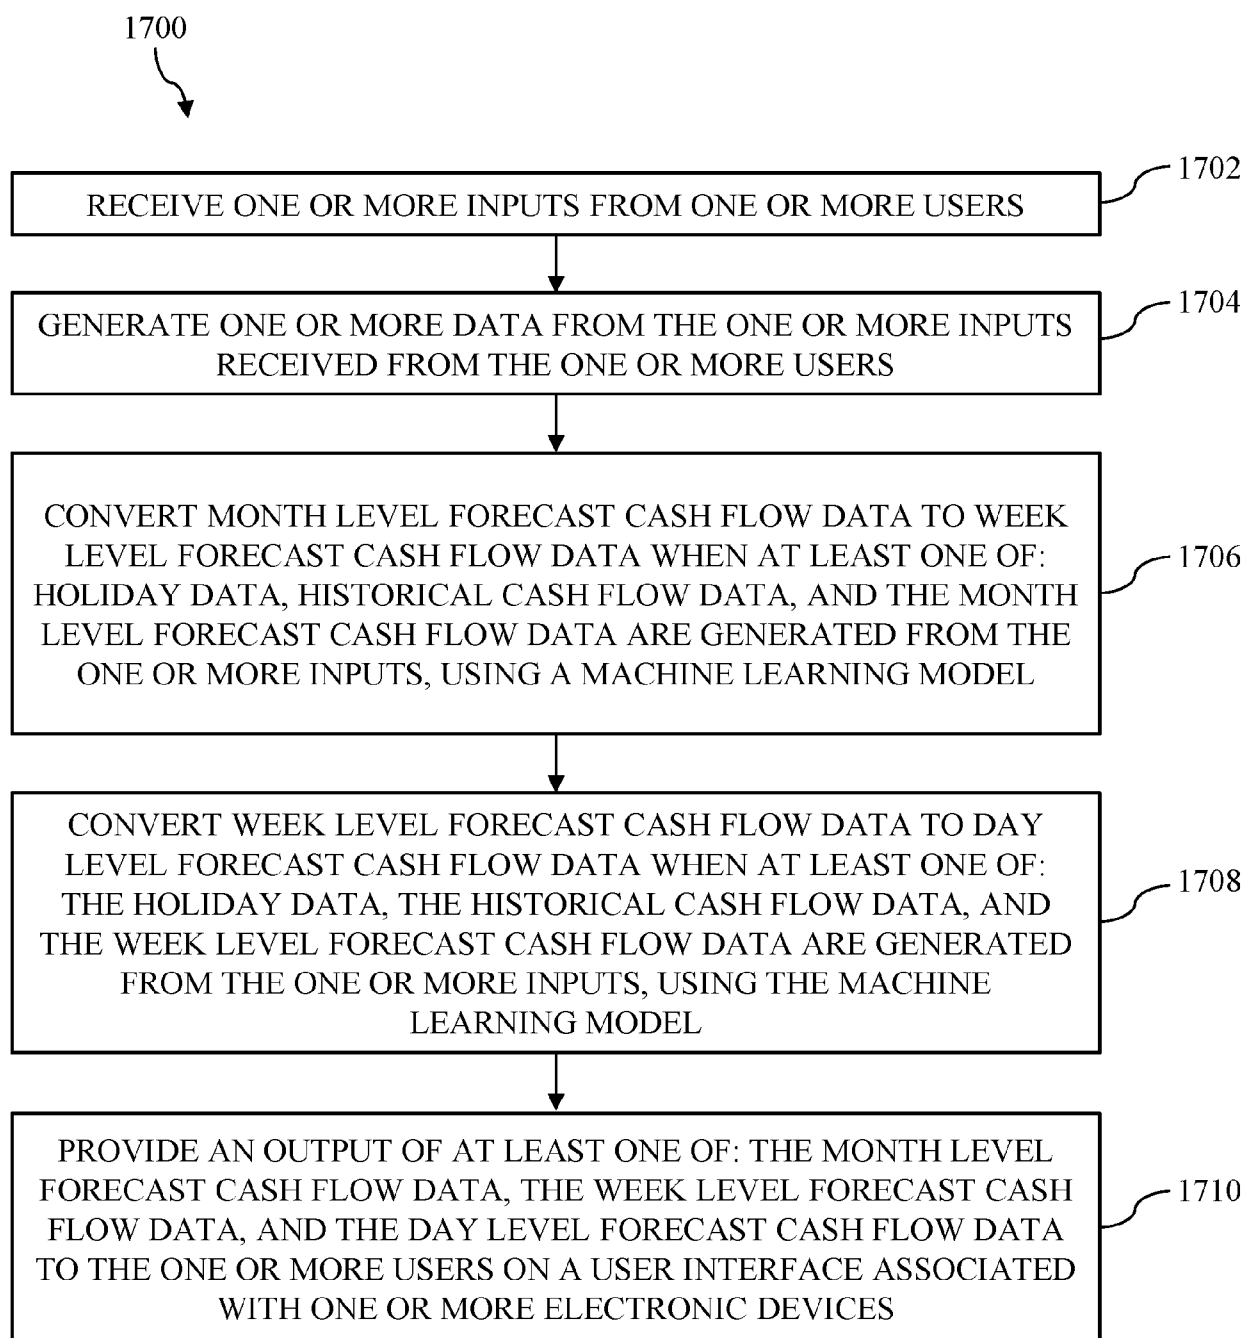 1700
RECEIVE ONE OR MORE INPUTS FROM ONE OR MORE USERS
1702
GENERATE ONE OR MORE DATA FROM THE ONE OR MORE INPUTS
RECEIVED FROM THE ONE OR MORE USERS
1704
CONVERT MONTH LEVEL FORECAST CASH FLOW DATA TO WEEK
LEVEL FORECAST CASH FLOW DATA WHEN AT LEAST ONE OF:
HOLIDAY DATA, HISTORICAL CASH FLOW DATA, AND THE MONTH
LEVEL FORECAST CASH FLOW DATA ARE GENERATED FROM THE
ONE OR MORE INPUTS, USING A MACHINE LEARNING MODEL
1706
CONVERT WEEK LEVEL FORECAST CASH FLOW DATA TO DAY
LEVEL FORECAST CASH FLOW DATA WHEN AT LEAST ONE OF:
THE HOLIDAY DATA, THE HISTORICAL CASH FLOW DATA, AND
THE WEEK LEVEL FORECAST CASH FLOW DATA ARE GENERATED
FROM THE ONE OR MORE INPUTS, USING THE MACHINE
LEARNING MODEL
1708
PROVIDE AN OUTPUT OF AT LEAST ONE OF: THE MONTH LEVEL
FORECAST CASH FLOW DATA, THE WEEK LEVEL FORECAST CASH
FLOW DATA, AND THE DAY LEVEL FORECAST CASH FLOW DATA
TO THE ONE OR MORE USERS ON A USER INTERFACE ASSOCIATED
WITH ONE OR MORE ELECTRONIC DEVICES
1710